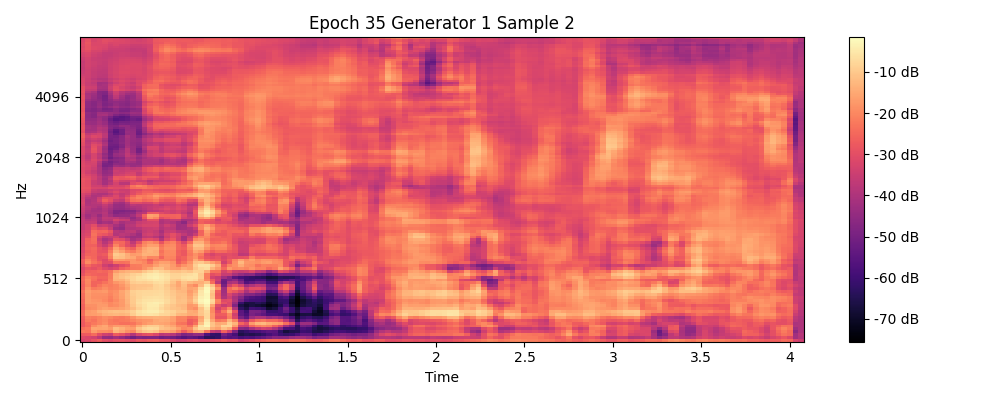 Epoch 35 Generator 1 Sample 2
Hz
4096
2048
1024
512
0
0
0.5
1
1.5
2
2.5
3
3.5
4
Time
-10 dB
-20 dB
-30 dB
-40 dB
-50 dB
-60 dB
-70 dB